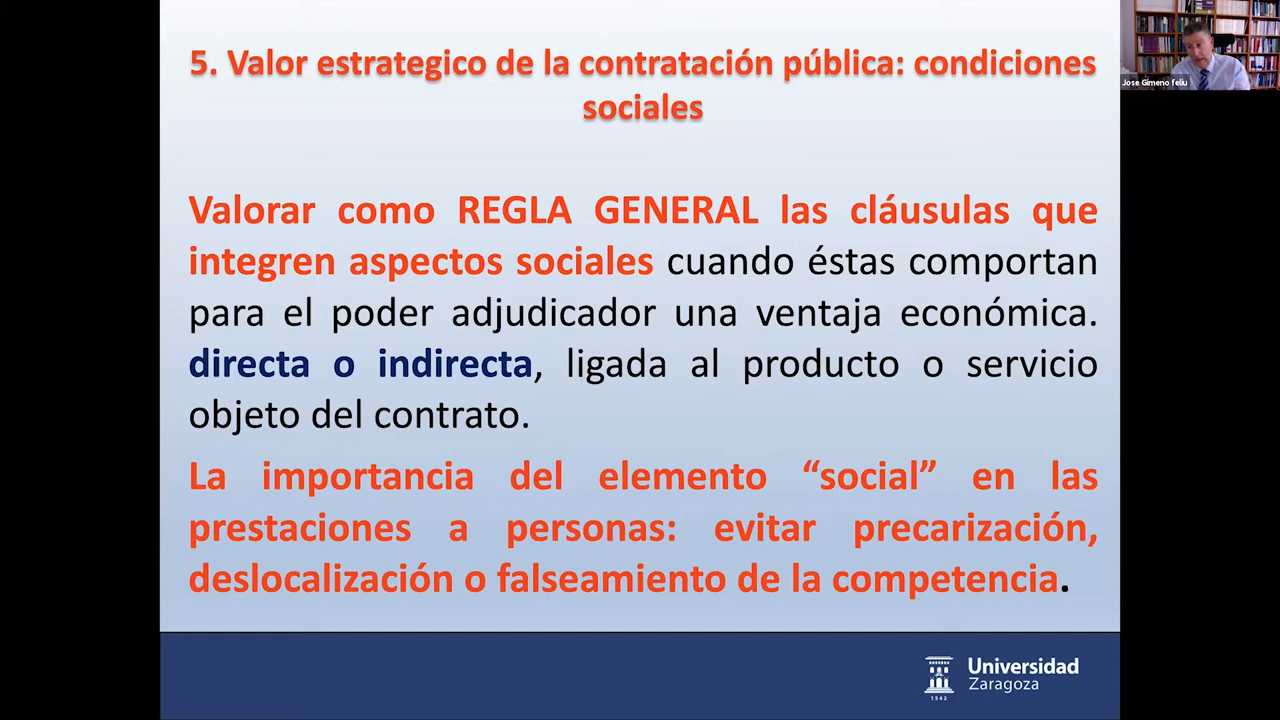 5. Valor estrategico de la contratación pública: condiciones
sociales
Jose Gimeno feliu
Valorar como REGLA GENERAL las cláusulas que
integren aspectos sociales cuando éstas comportan
para el poder adjudicador una ventaja económica.
directa o indirecta, ligada al producto o servicio
objeto del contrato.
La importancia del elemento “social” en las
prestaciones a personas: evitar precarización,
deslocalización o falseamiento de la competencia.
Universidad
Zaragoza
1542